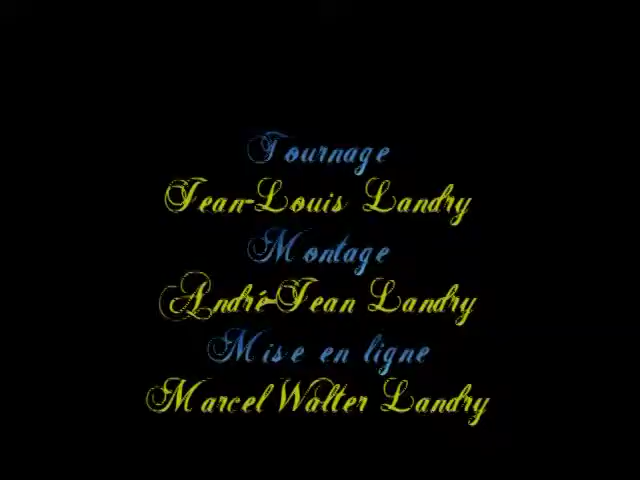 Tournage
Jean-Louis Landry
Montage
André-Jean Landry
Mise en ligne
Marcel Walter Landry